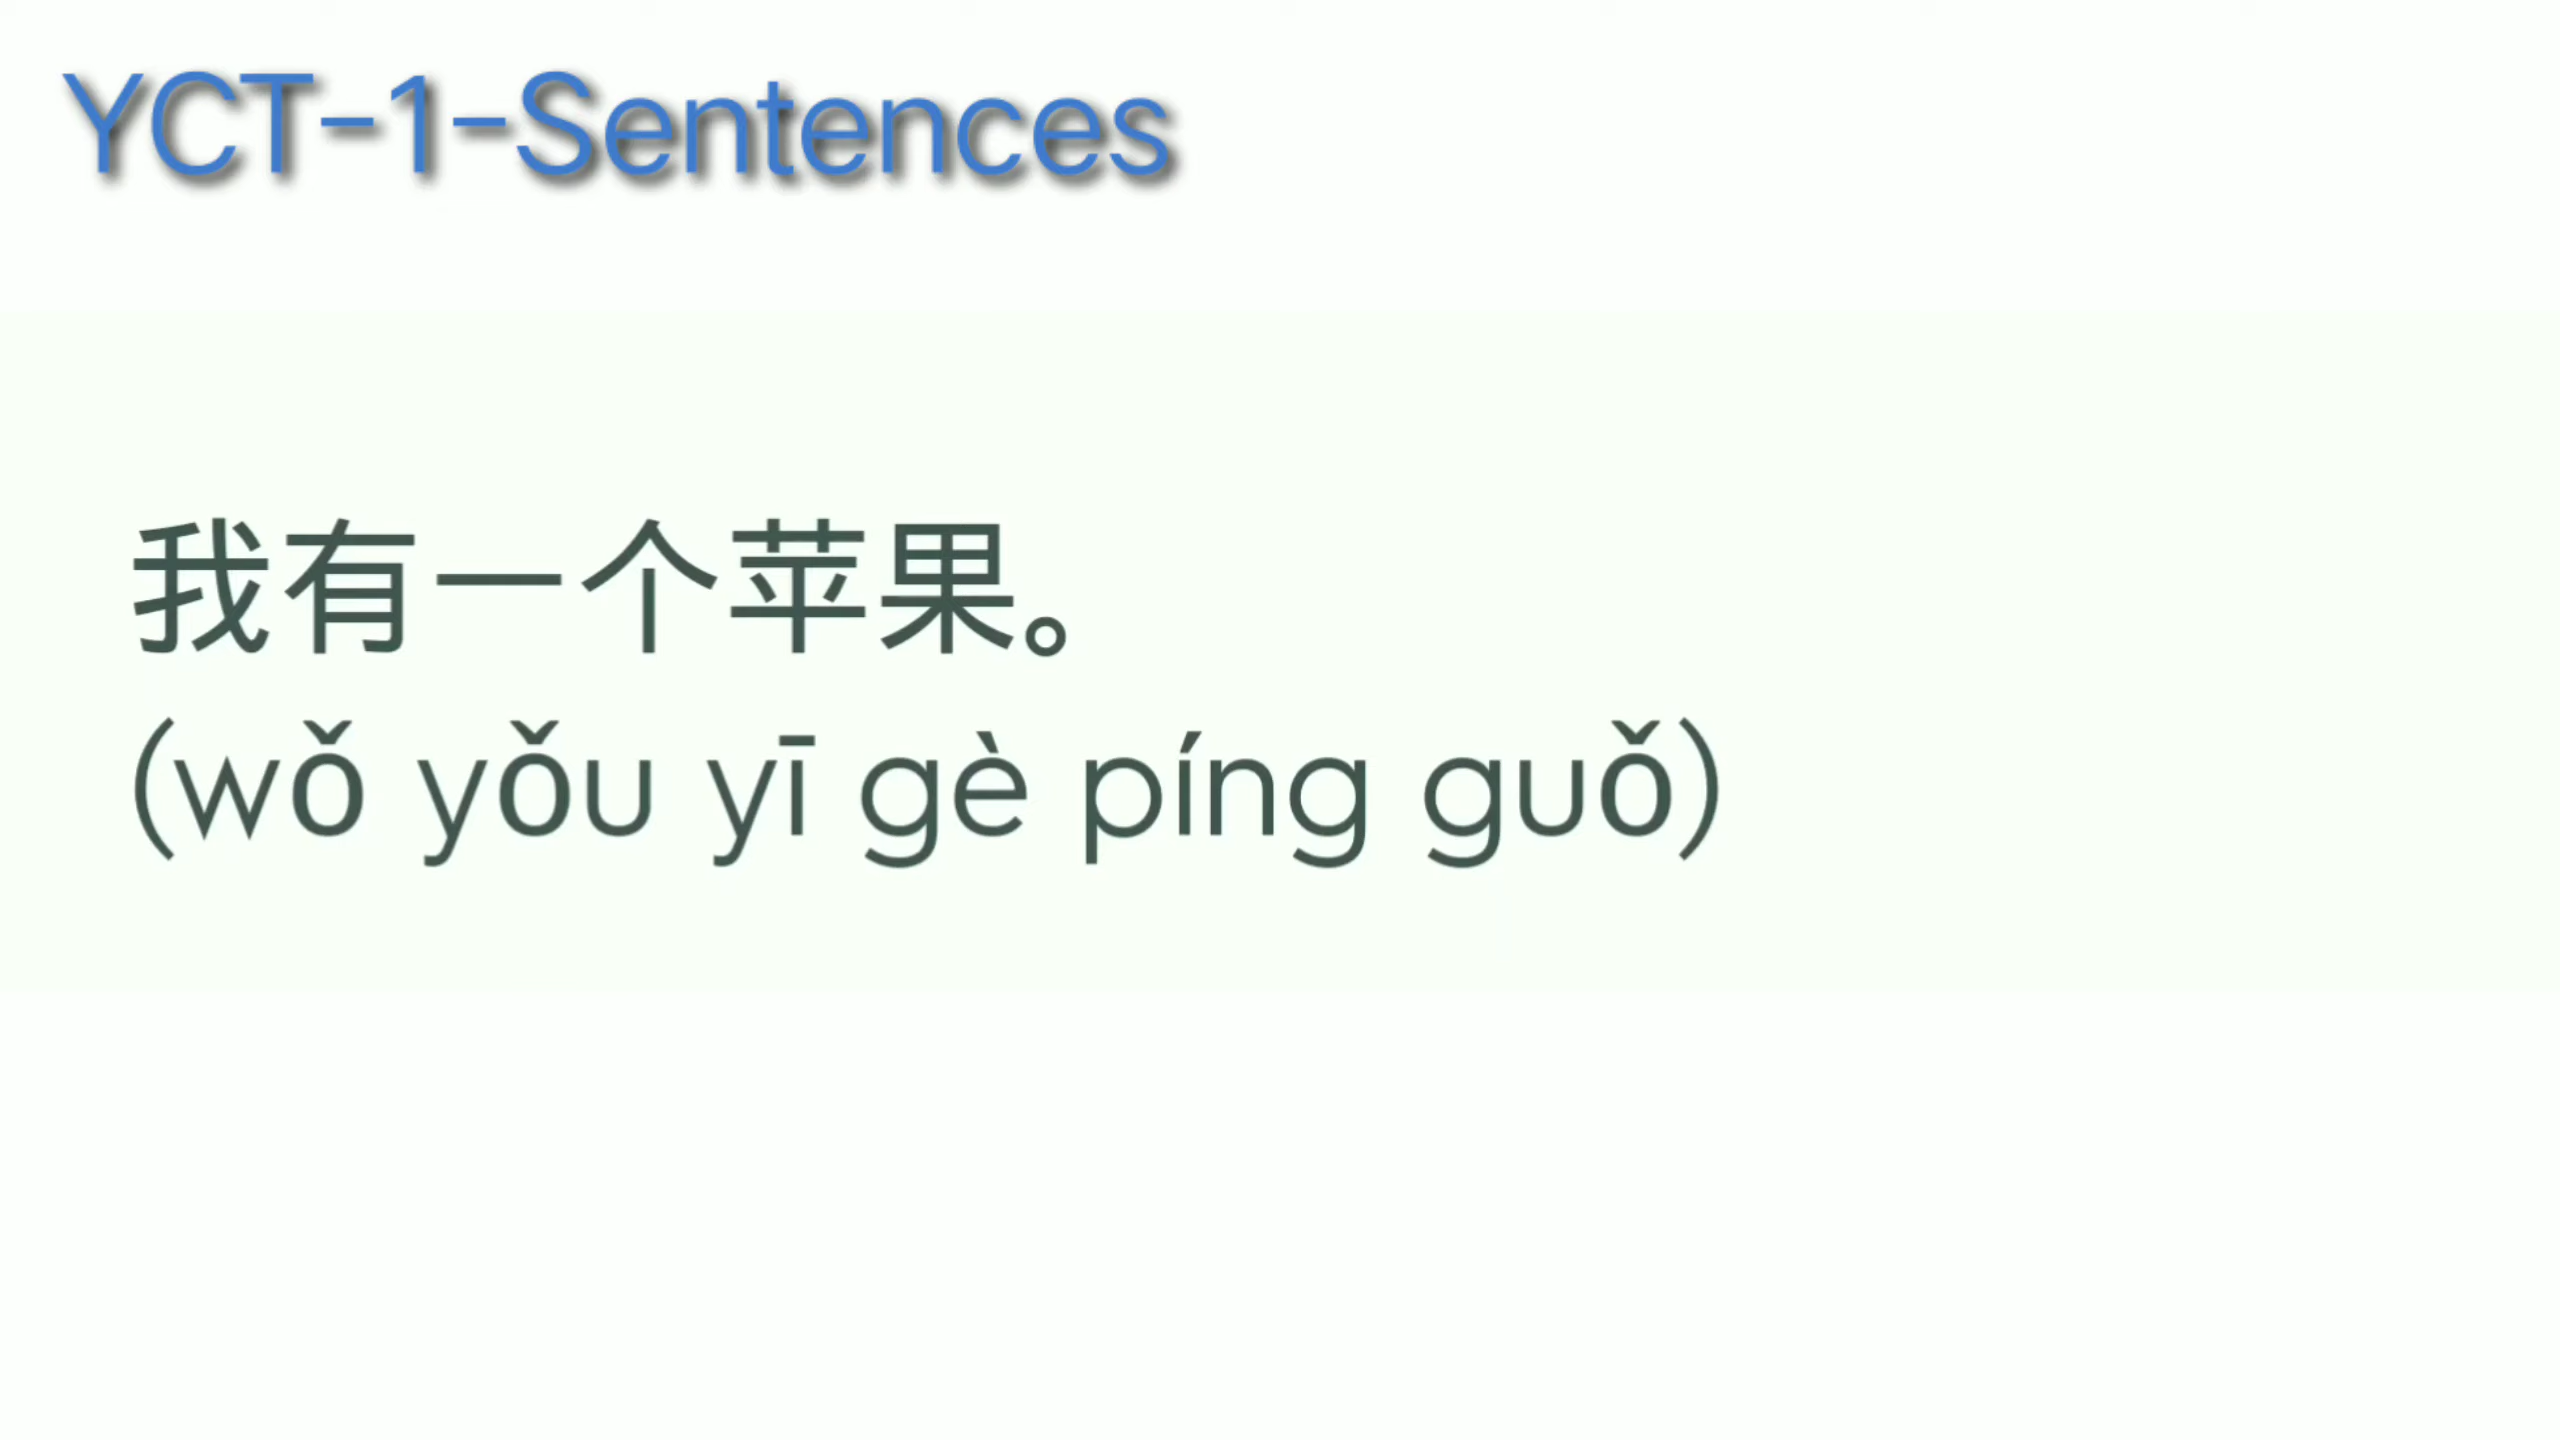 YCT-1-Sentences
我有一个苹果。
(wǒ yǒu yī gè píng guǒ)